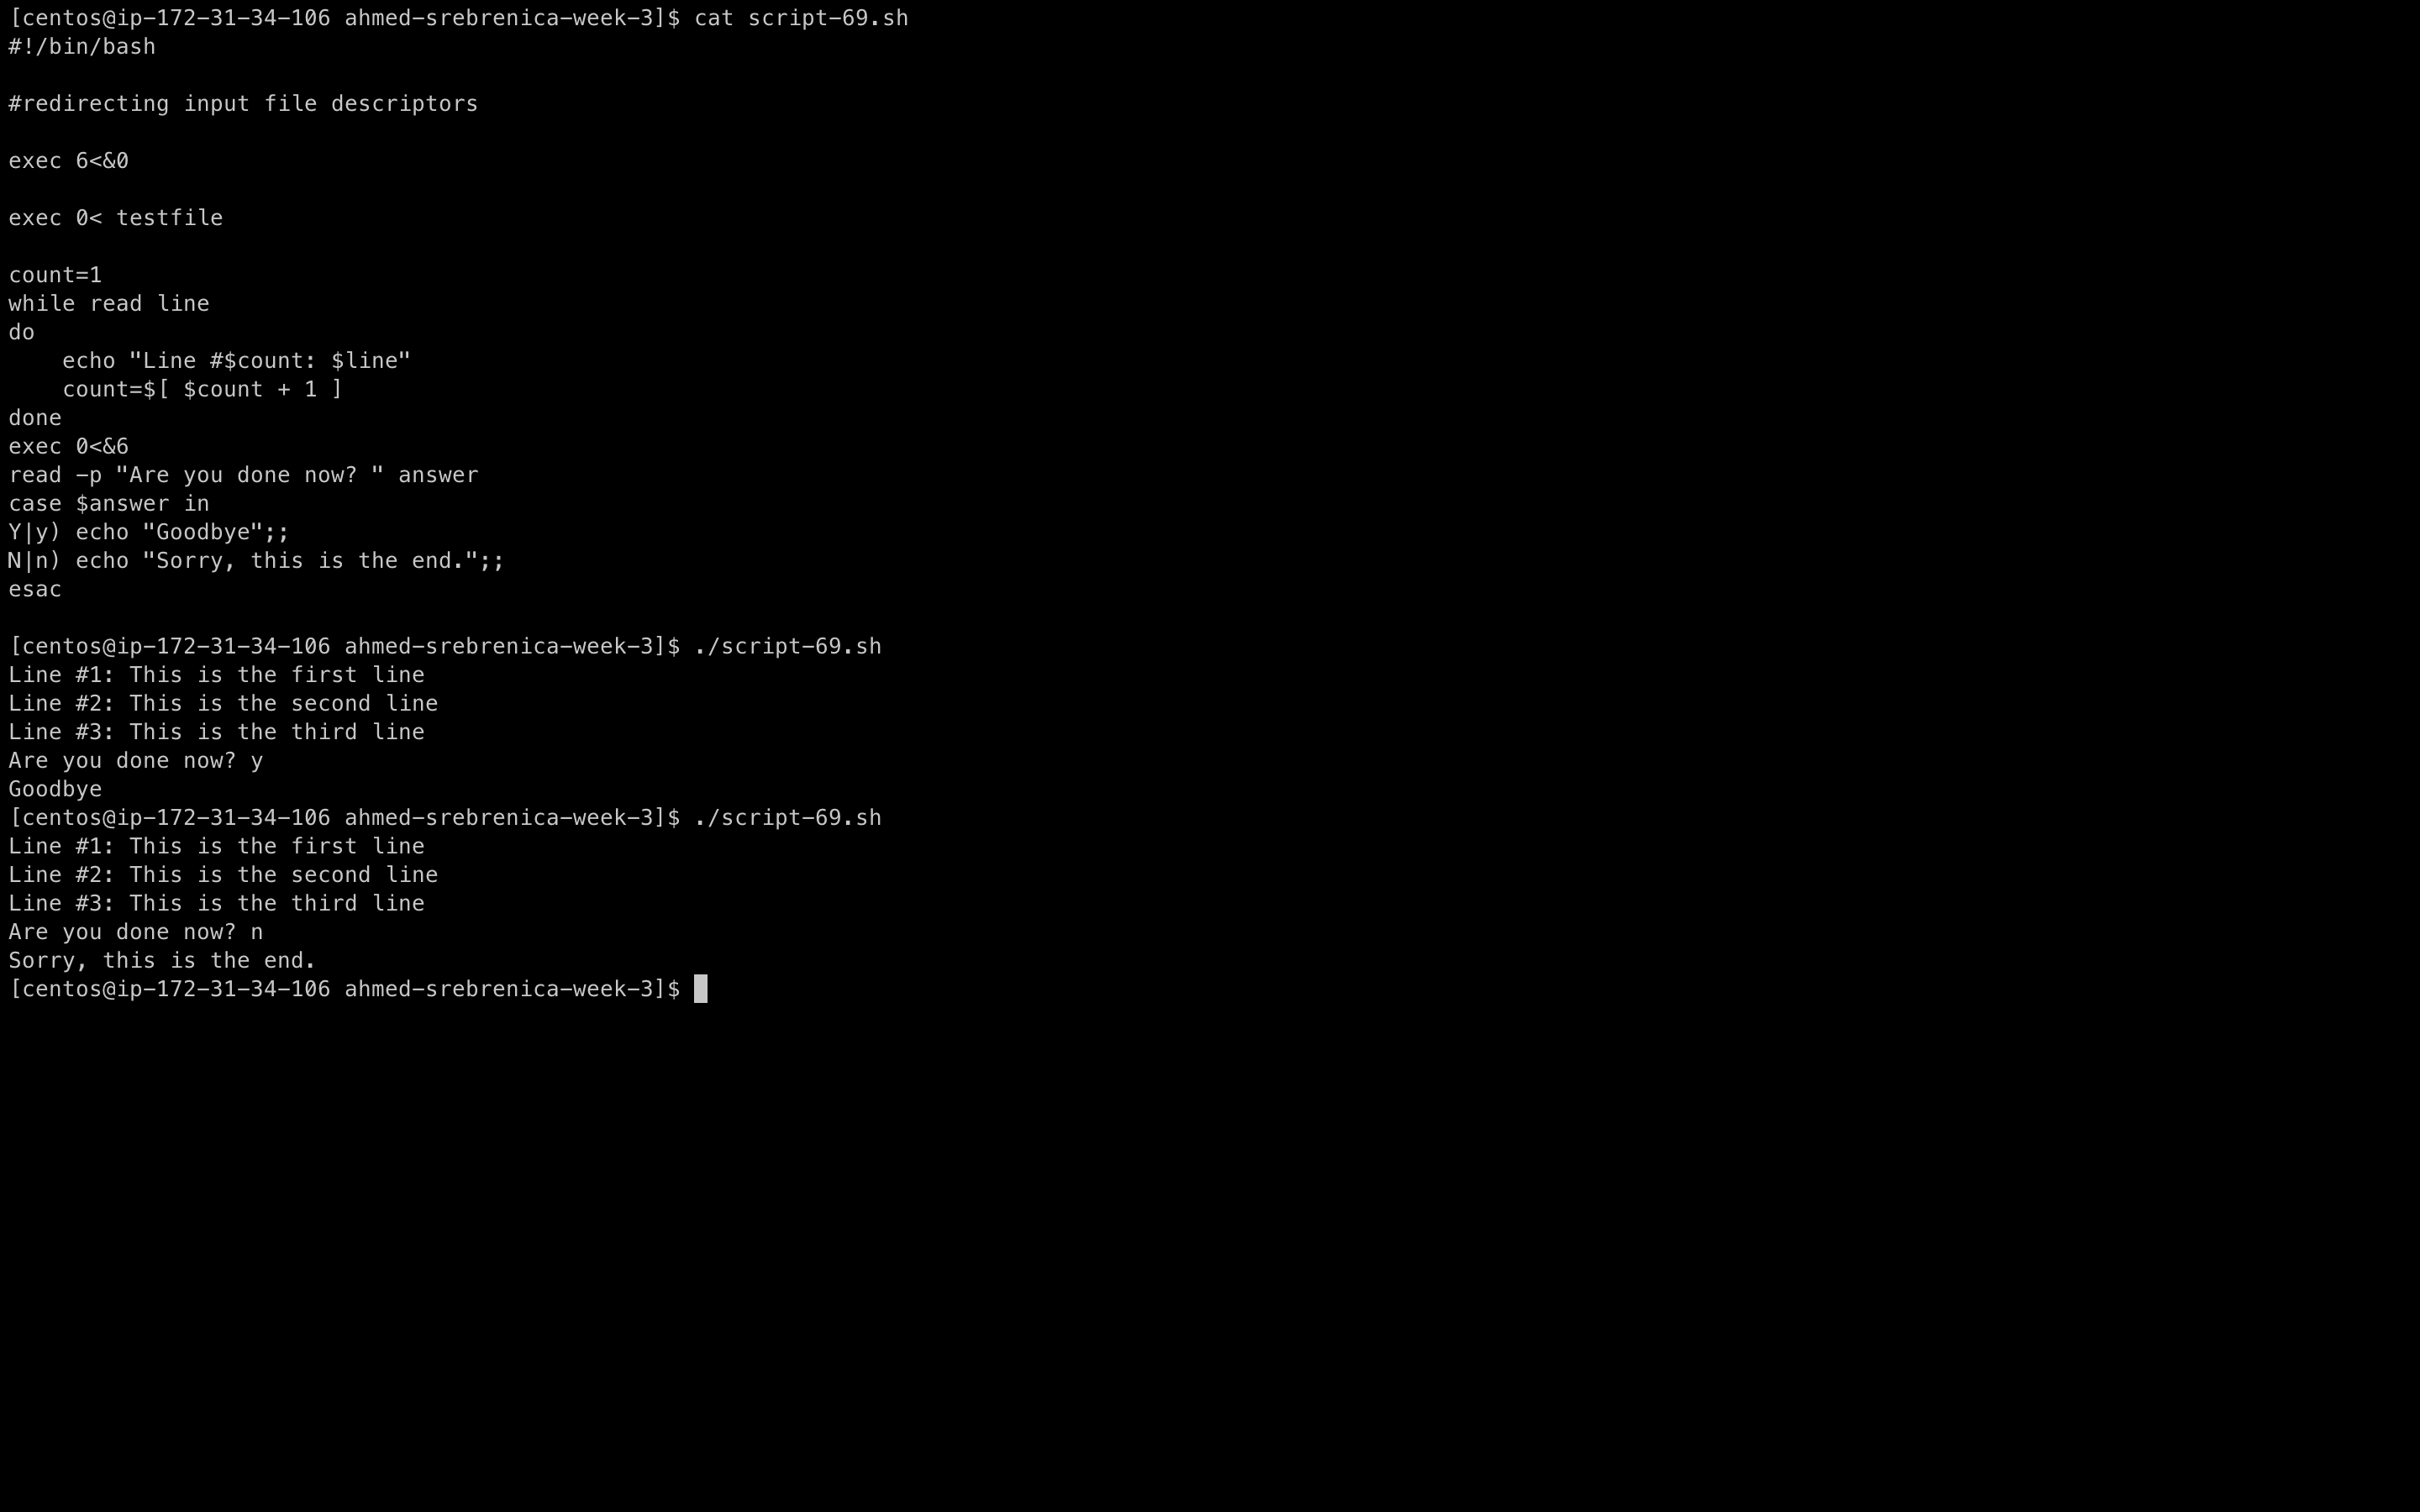 [centos@ip-172-31-34-106 ahmed-srebrenica-week-3]$ cat script-69.sh
#!/bin/bash

#redirecting input file descriptors

exec 6<&0

exec 0< testfile

count=1
while read line
do
    echo "Line #$count: $line"
    count=$[ $count + 1 ]
done
exec 0<&6
read -p "Are you done now? " answer
case $answer in
Y|y) echo "Goodbye";;
N|n) echo "Sorry, this is the end.";;
esac

[centos@ip-172-31-34-106 ahmed-srebrenica-week-3]$ ./script-69.sh
Line #1: This is the first line
Line #2: This is the second line
Line #3: This is the third line
Are you done now? y
Goodbye
[centos@ip-172-31-34-106 ahmed-srebrenica-week-3]$ ./script-69.sh
Line #1: This is the first line
Line #2: This is the second line
Line #3: This is the third line
Are you done now? n
Sorry, this is the end.
[centos@ip-172-31-34-106 ahmed-srebrenica-week-3]$